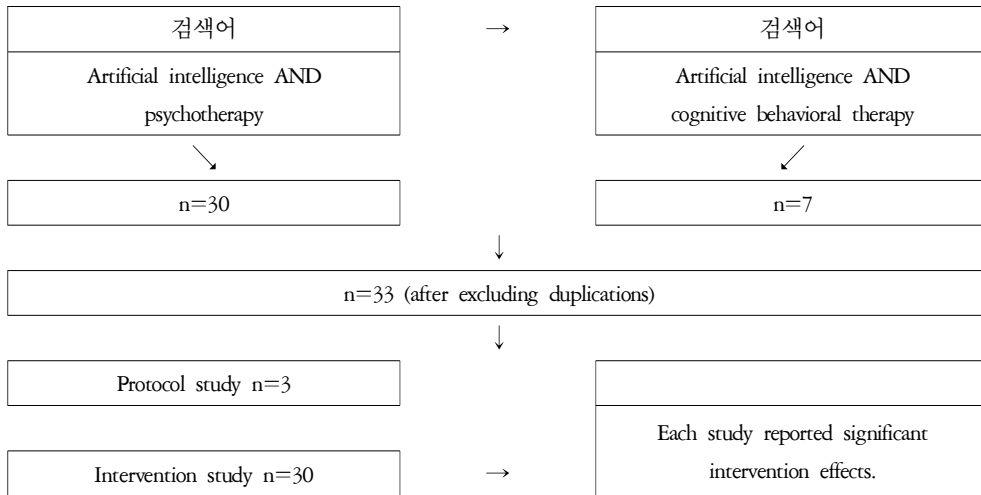 검색어
→
검색어
Artificial intelligence AND
psychotherapy
Artificial intelligence AND
cognitive behavioral therapy
↘
↙
n=30
n=7
↓
n=33 (after excluding duplications)
↓
Protocol study n=3
Each study reported significant
intervention effects.
Intervention study n=30
→